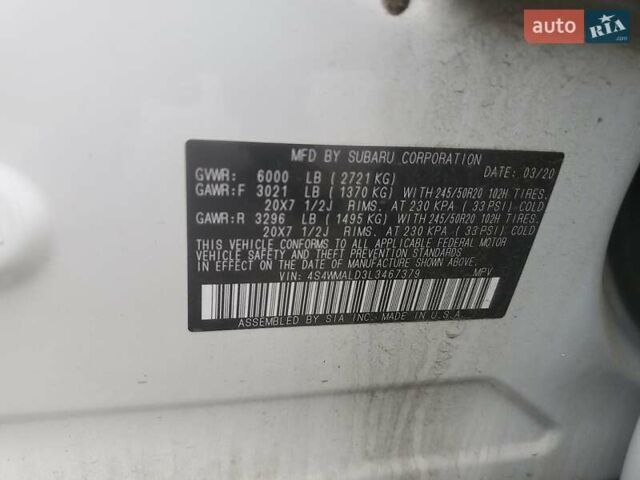 auto RIA .com
MFD BY SUBARU CORPORATION
GVWR: 6000 LB (2721 KG) DATE: 03/20
GAWR:F 3021 LB (1370 KG) WITH 245/50R20 102H TIRES.
20X7 1/2J RIMS. AT 230 KPA (33 PSI) COLD
GAWR:R 3296 LB (1495 KG) WITH 245/50R20 102H TIRES.
20X7 1/2J RIMS. AT 230 KPA (33 PSI) COLD
THIS VEHICLE CONFORMS TO ALL APPLICABLE FEDERAL MOTOR
VEHICLE SAFETY AND THEFT PREVENTION STANDARDS IN
EFFECT ON THE DATE OF MANUFACTURE SHOWN ABOVE.
VIN: 4S4WMALD3L3467379 MPV
ASSEMBLED BY SIA INC. MADE IN U.S.A.